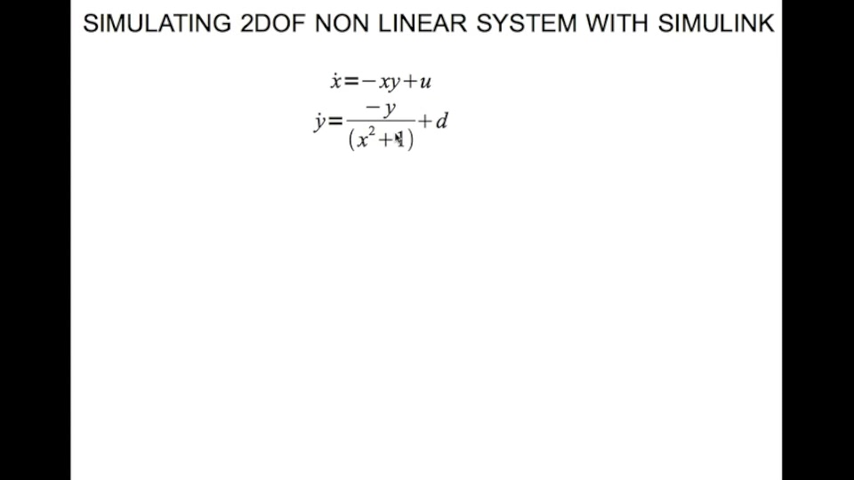 SIMULATING 2DOF NON LINEAR SYSTEM WITH SIMULINK
ẋ=−xy+u
ẏ=−y/(x²+1)+d